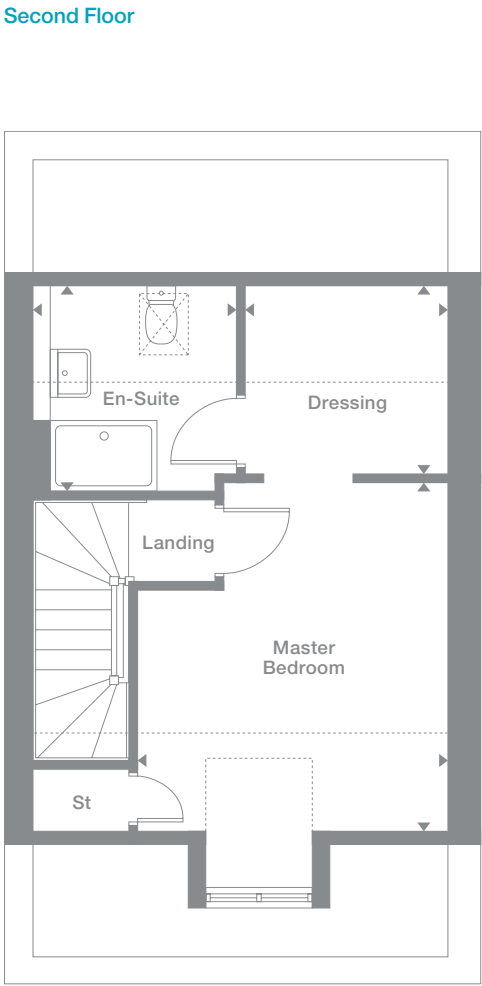 Second Floor
En-Suite
Dressing
Landing
Master
Bedroom
St